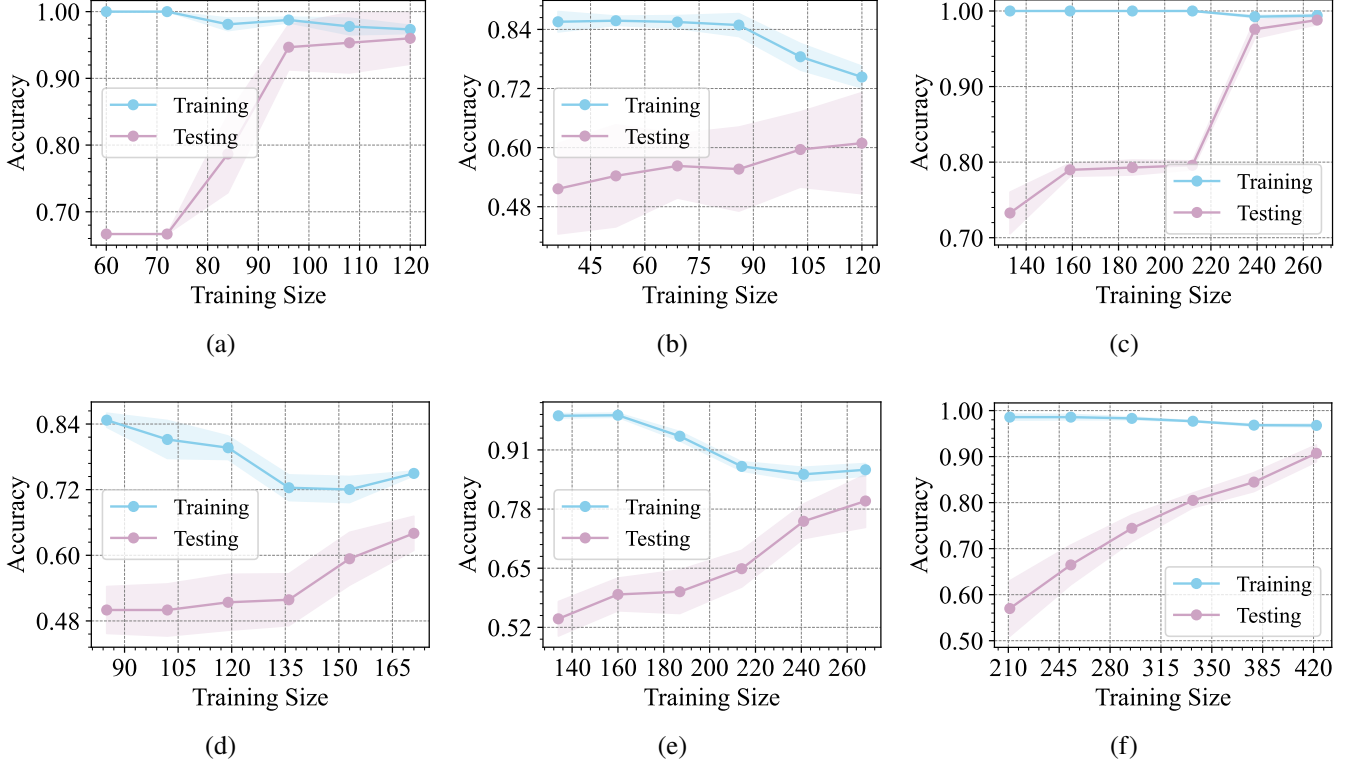 1.00
0.90
0.80
0.70
Accuracy
Training
Testing
60 70 80 90 100 110 120
Training Size
(a)
0.84
0.72
0.60
0.48
Accuracy
Training
Testing
45 60 75 90 105 120
Training Size
(b)
1.00
0.90
0.80
0.70
Accuracy
Training
Testing
140 160 180 200 220 240 260
Training Size
(c)
0.84
0.72
0.60
0.48
Accuracy
Training
Testing
90 105 120 135 150 165
Training Size
(d)
0.91
0.78
0.65
0.52
Accuracy
Training
Testing
140 160 180 200 220 240 260
Training Size
(e)
1.00
0.90
0.80
0.70
0.60
0.50
Accuracy
Training
Testing
210 245 280 315 350 385 420
Training Size
(f)